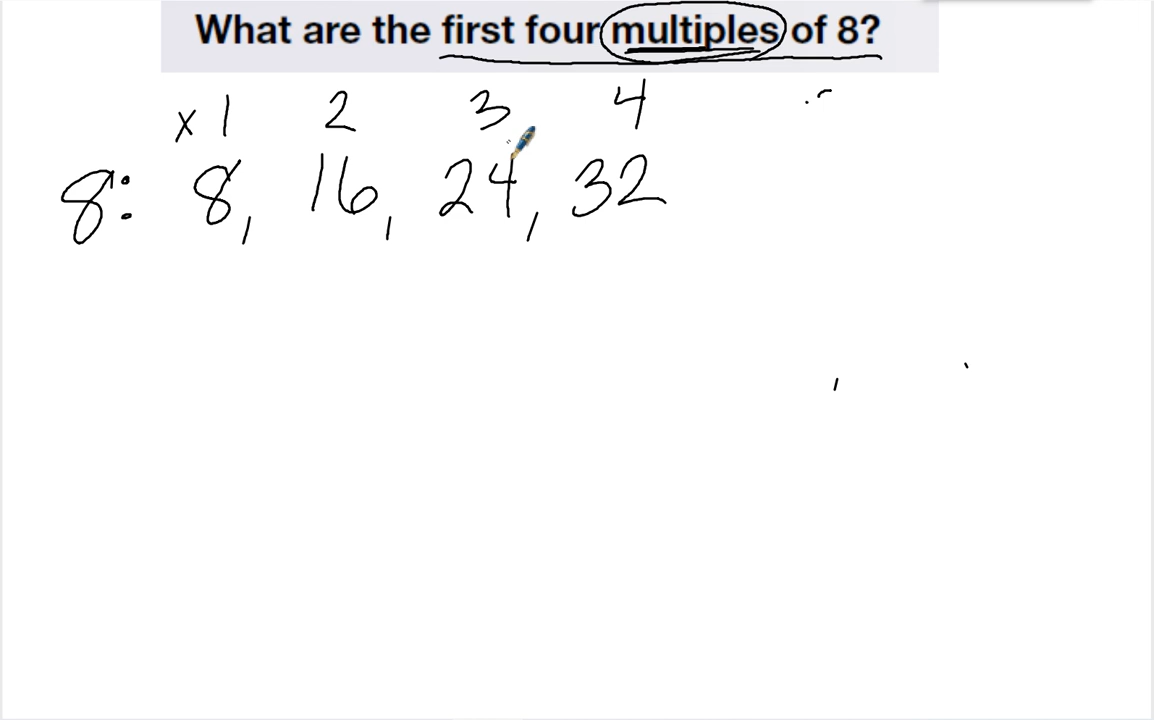 What are the first four multiples of 8?
x 1 2 3 4
8: 8, 16, 24, 32